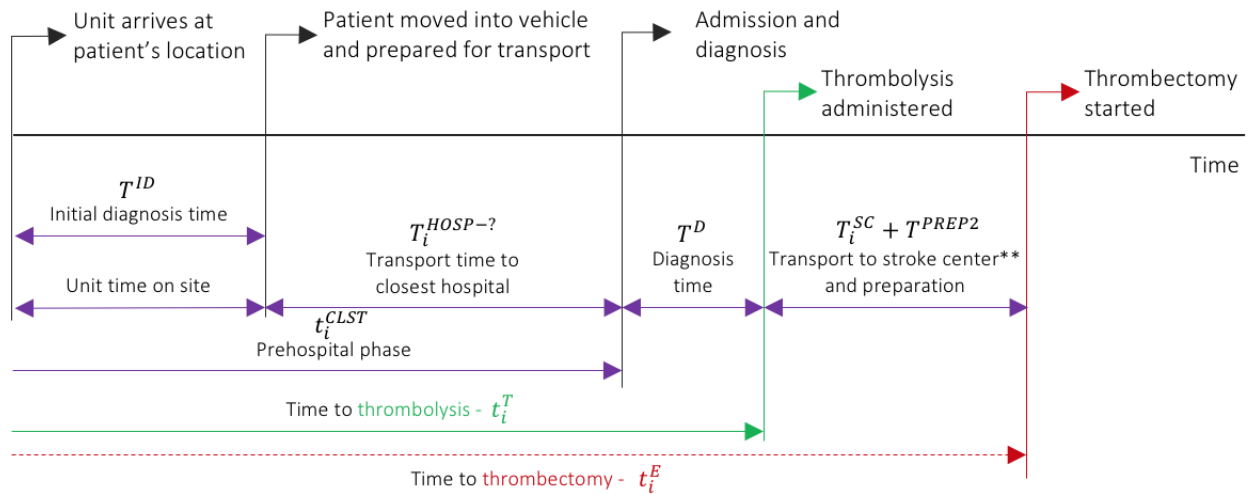 Unit arrives at
patient's location
Patient moved into vehicle
and prepared for transport
Admission and
diagnosis
Thrombolysis
administered
Thrombectomy
started
Time
T^{ID}
Initial diagnosis time
Unit time on site
T_i^{HOSP-?}
Transport time to
closest hospital
T^D
Diagnosis
time
T_i^{SC} + T^{PREP2}
Transport to stroke center**
and preparation
t_i^{CLST}
Prehospital phase
Time to thrombolysis - t_i^T
Time to thrombectomy - t_i^E